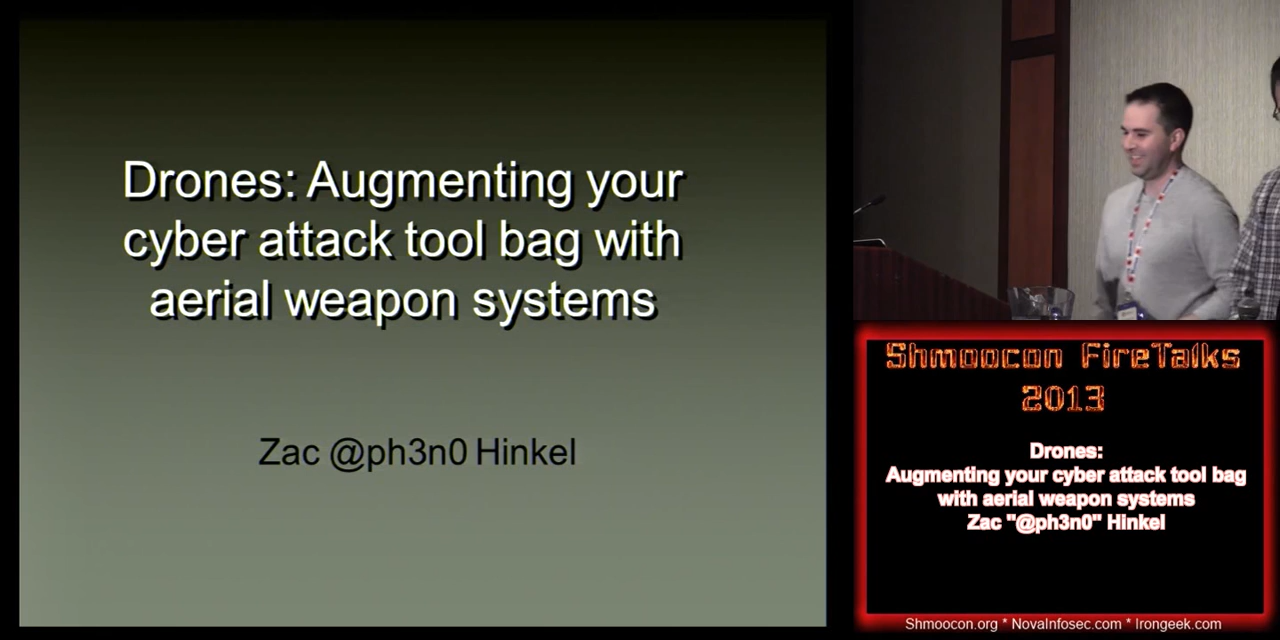 Drones: Augmenting your
cyber attack tool bag with
aerial weapon systems
Zac @ph3n0 Hinkel
Shmoocon FireTalks
2013
Drones:
Augmenting your cyber attack tool bag
with aerial weapon systems
Zac "@ph3n0" Hinkel
Shmoocon.org * NovaInfosec.com * Irongeek.com